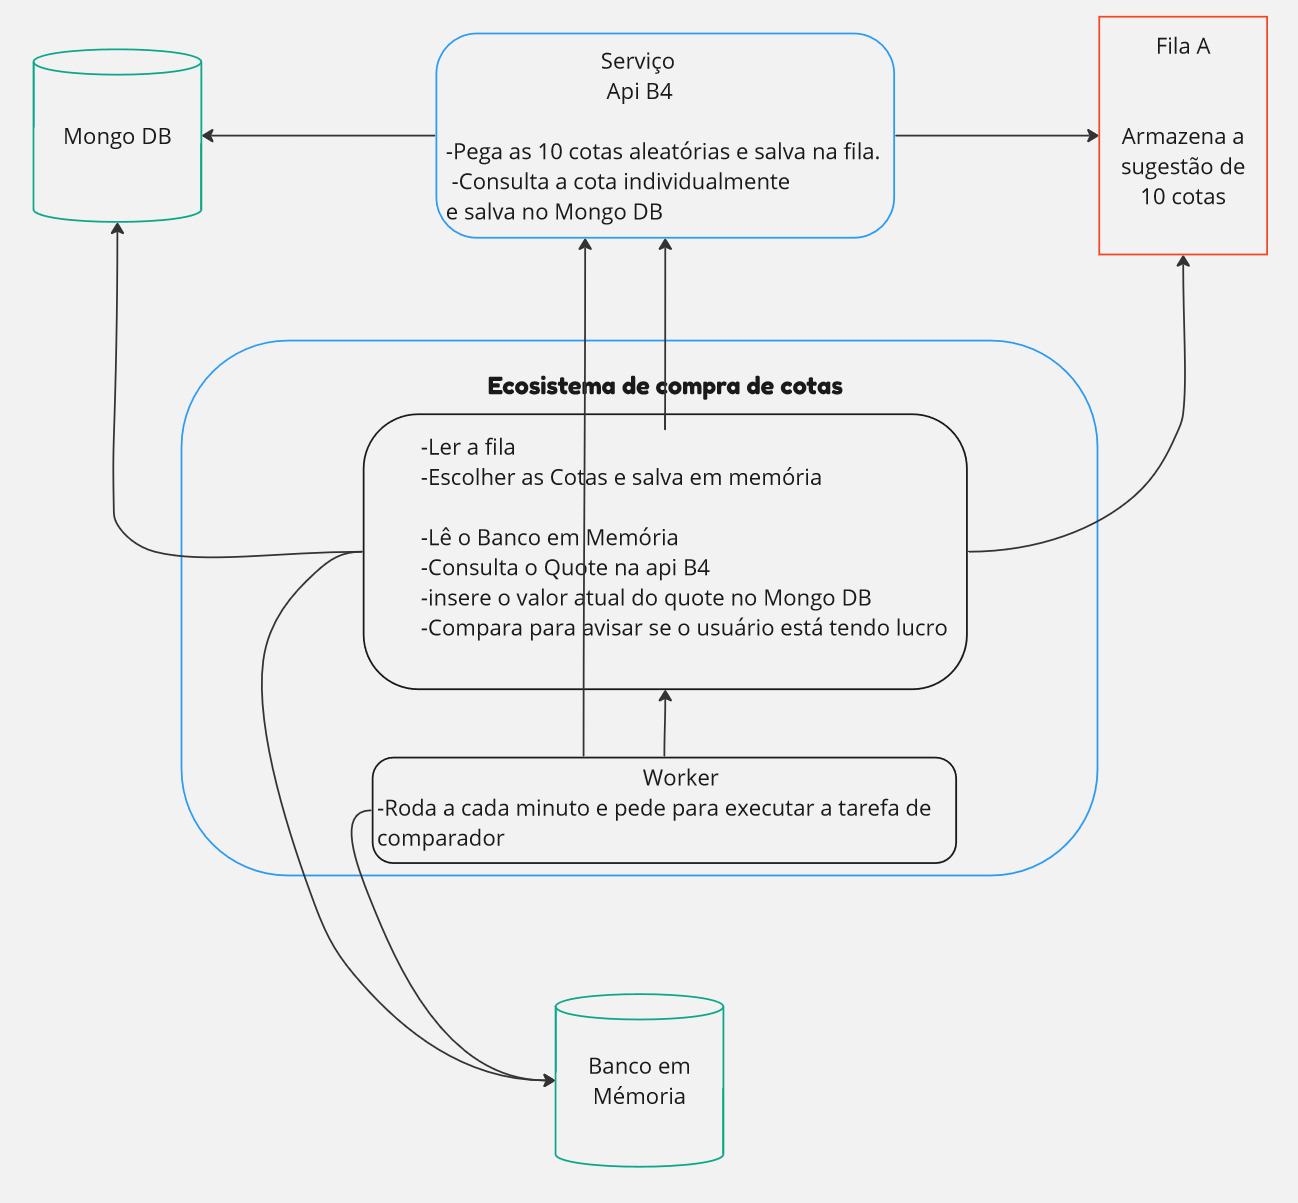 Mongo DB
Serviço
Api B4
-Pega as 10 cotas aleatórias e salva na fila.
-Consulta a cota individualmente
e salva no Mongo DB
Fila A
Armazena a
sugestão de
10 cotas
Ecosistema de compra de cotas
-Ler a fila
-Escolher as Cotas e salva em memória
-Lê o Banco em Memória
-Consulta o Quote na api B4
-insere o valor atual do quote no Mongo DB
-Compara para avisar se o usuário está tendo lucro
Worker
-Roda a cada minuto e pede para executar a tarefa de
comparador
Banco em
Mémoria